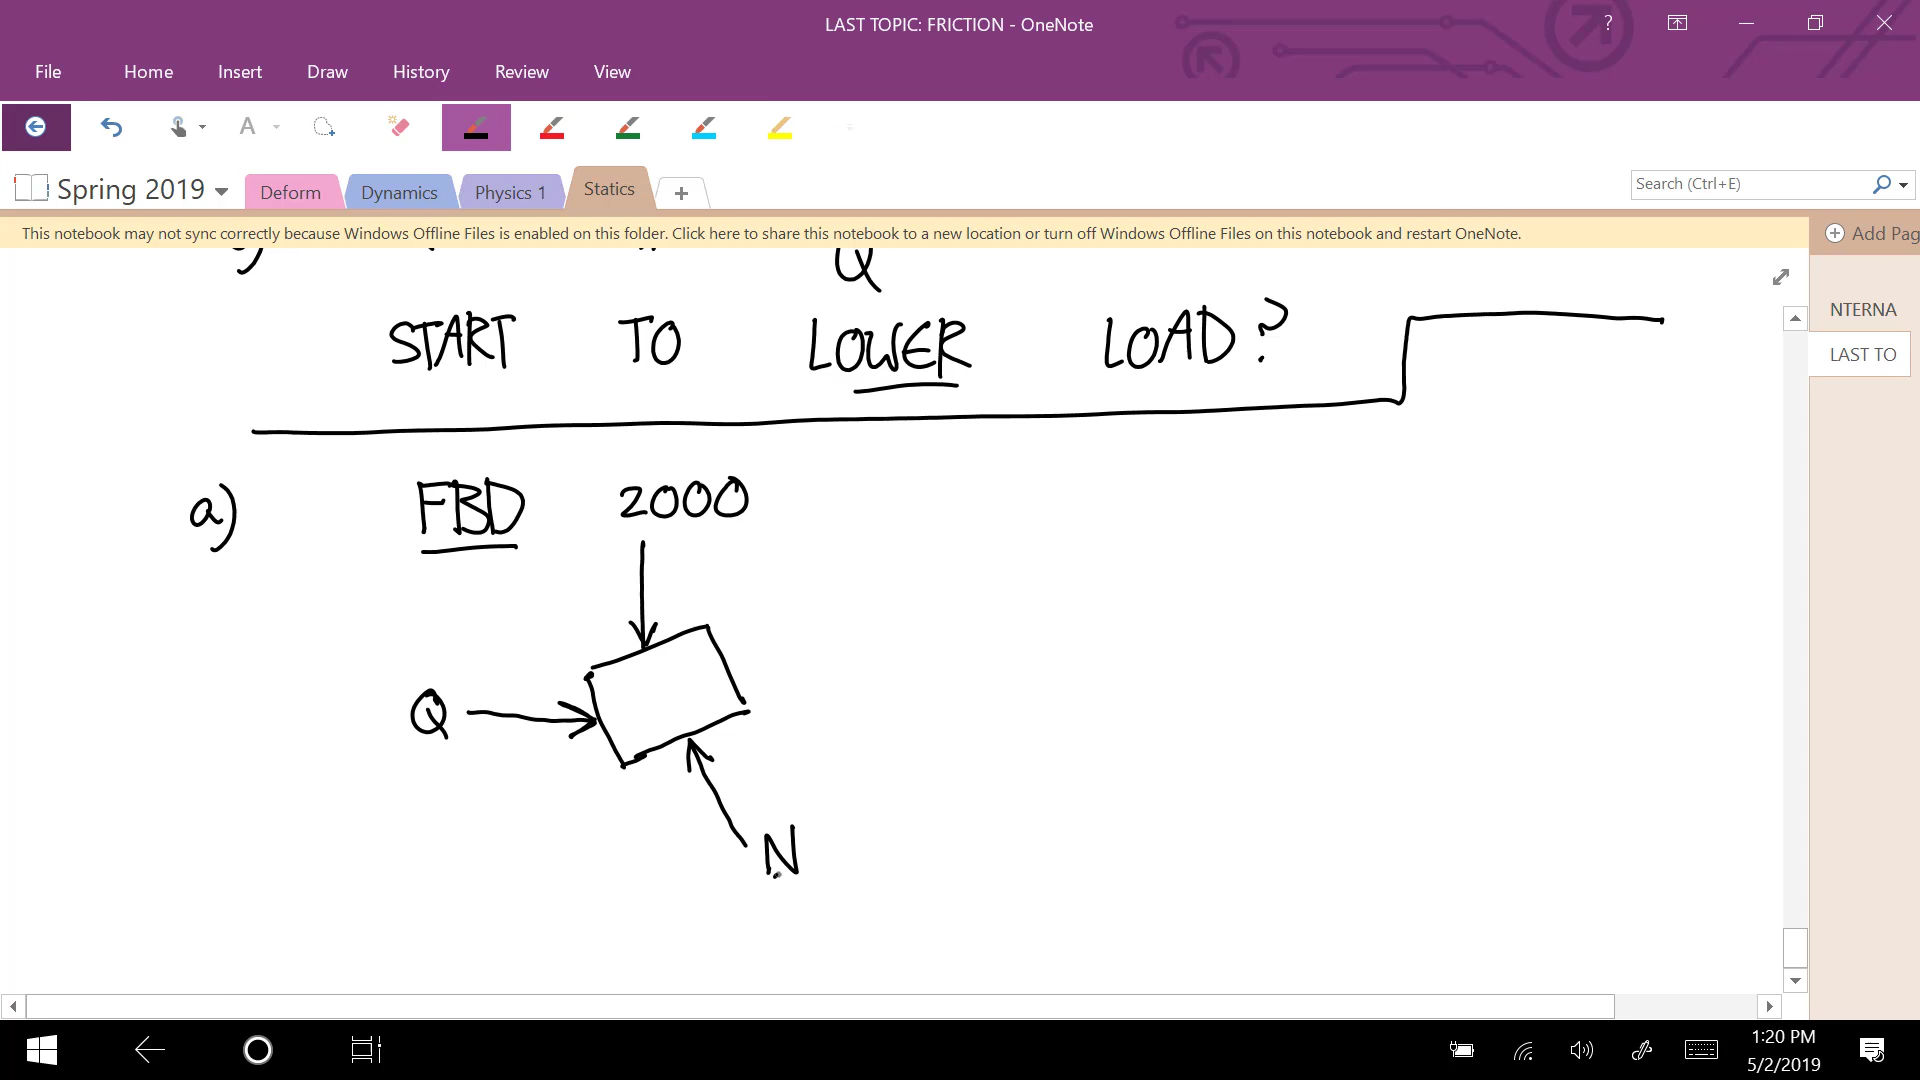 LAST TOPIC: FRICTION - OneNote
File Home Insert Draw History Review View
Spring 2019 Deform Dynamics Physics 1 Statics
Search (Ctrl+E)
This notebook may not sync correctly because Windows Offline Files is enabled on this folder. Click here to share this notebook to a new location or turn off Windows Offline Files on this notebook and restart OneNote.
Add Pag
NTERNA
LAST TO
Q
START TO LOWER LOAD?
a) FBD 2000
Q
N
1:20 PM
5/2/2019